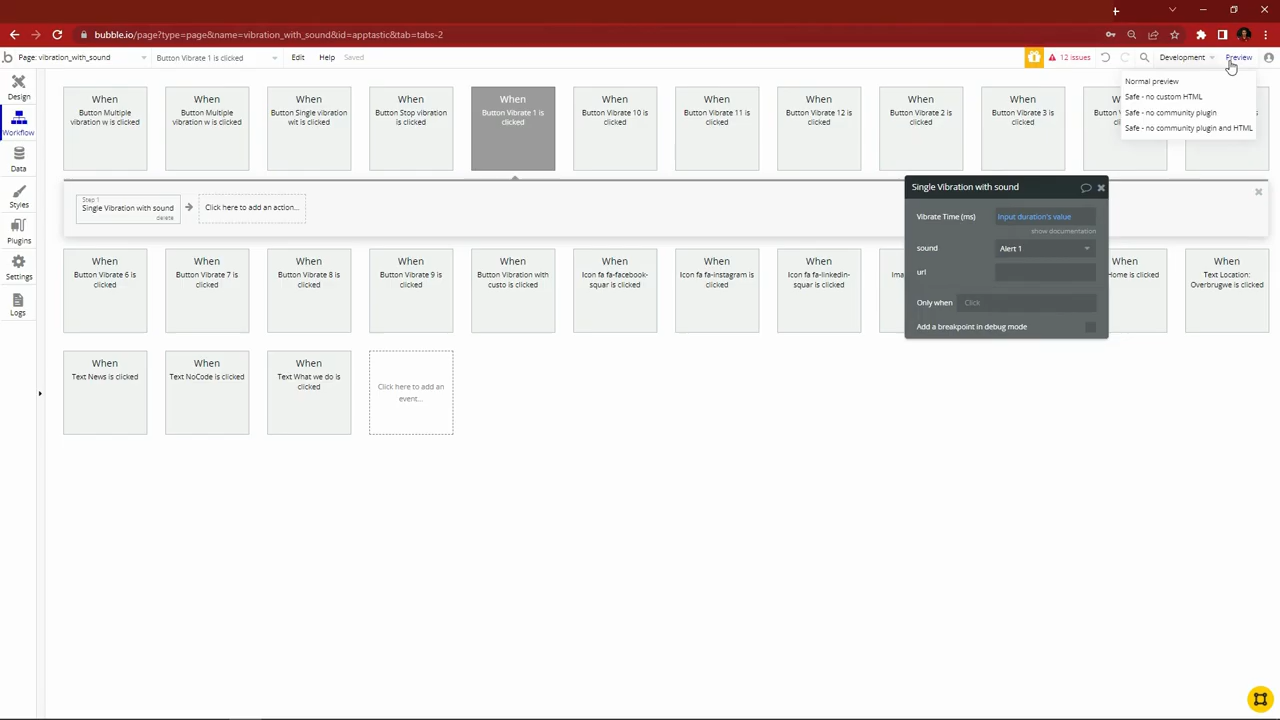 bubble.io/page?type=page&name=vibration_with_sound&id=apptastic&tab=tabs-2
Page: vibration_with_sound
Button Vibrate 1 is clicked
Edit
Help
Saved
12 issues
Development
Preview
Normal preview
Safe - no custom HTML
Safe - no community plugin
Safe - no community plugin and HTML
Design
Workflow
Data
Styles
Plugins
Settings
Logs
When
Button Multiple
vibration w is clicked
When
Button Multiple
vibration w is clicked
When
Button Single vibration
wit is clicked
When
Button Stop vibration
is clicked
When
Button Vibrate 1 is
clicked
When
Button Vibrate 10 is
clicked
When
Button Vibrate 11 is
clicked
When
Button Vibrate 12 is
clicked
When
Button Vibrate 2 is
clicked
When
Button Vibrate 3 is
clicked
Step 1
Single Vibration with sound
delete
Click here to add an action...
Single Vibration with sound
Vibrate Time (ms)
Input duration's value
show documentation
sound
Alert 1
url
Only when
Click
Add a breakpoint in debug mode
When
Button Vibrate 6 is
clicked
When
Button Vibrate 7 is
clicked
When
Button Vibrate 8 is
clicked
When
Button Vibrate 9 is
clicked
When
Button Vibration with
custo is clicked
When
Icon fa fa-facebook-
squar is clicked
When
Icon fa fa-instagram is
clicked
When
Icon fa fa-linkedin-
squar is clicked
When
Home is clicked
When
Text Location:
Overbrugwe is clicked
When
Text News is clicked
When
Text NoCode is clicked
When
Text What we do is
clicked
Click here to add an
event...